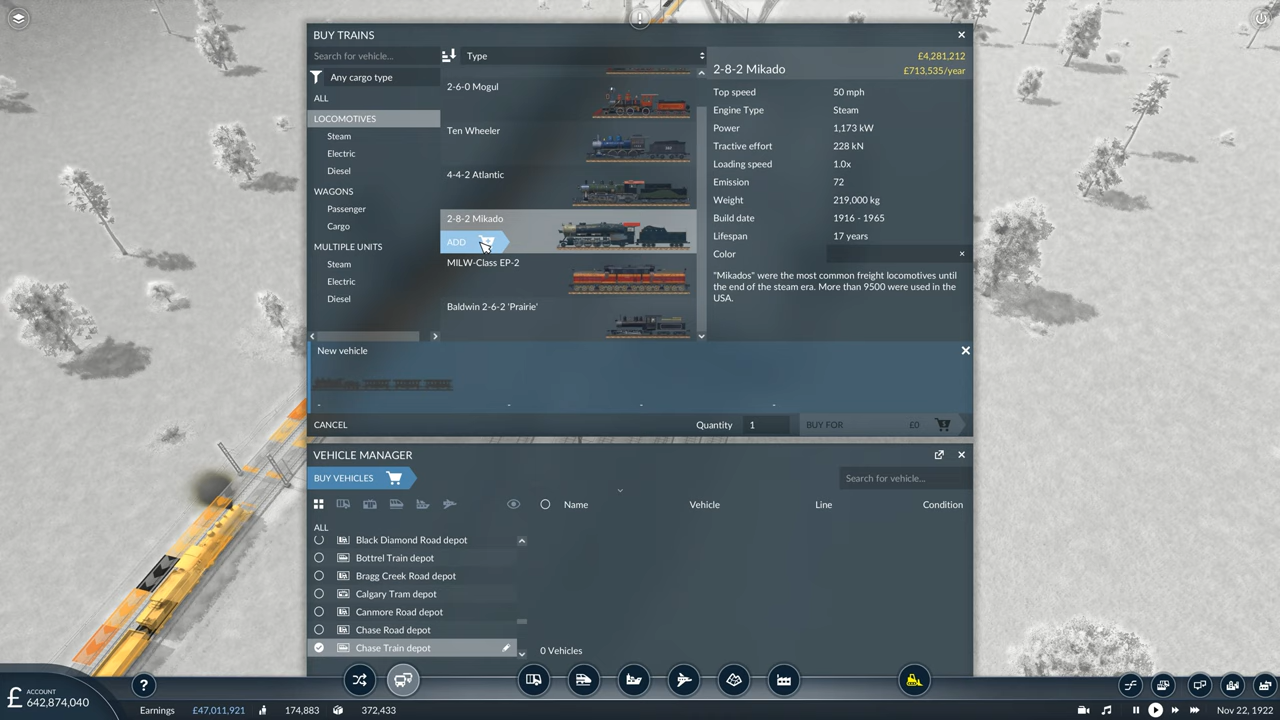 BUY TRAINS
Search for vehicle...
Type
Any cargo type
ALL
LOCOMOTIVES
Steam
Electric
Diesel
WAGONS
Passenger
Cargo
MULTIPLE UNITS
Steam
Electric
Diesel
2-6-0 Mogul
Ten Wheeler
4-4-2 Atlantic
2-8-2 Mikado
ADD
MILW-Class EP-2
Baldwin 2-6-2 'Prairie'
£4,281,212
2-8-2 Mikado
£713,535/year
Top speed 50 mph
Engine Type Steam
Power 1,173 kW
Tractive effort 228 kN
Loading speed 1.0x
Emission 72
Weight 219,000 kg
Build date 1916 - 1965
Lifespan 17 years
Color
"Mikados" were the most common freight locomotives until
the end of the steam era. More than 9500 were used in the
USA.
New vehicle
- - - -
CANCEL
Quantity 1
BUY FOR £0
VEHICLE MANAGER
BUY VEHICLES
Search for vehicle...
Name Vehicle Line Condition
ALL
Black Diamond Road depot
Bottrel Train depot
Bragg Creek Road depot
Calgary Tram depot
Canmore Road depot
Chase Road depot
Chase Train depot
0 Vehicles
£ ACCOUNT
642,874,040
?
Earnings £47,011,921 174,883 372,433
Nov 22, 1922